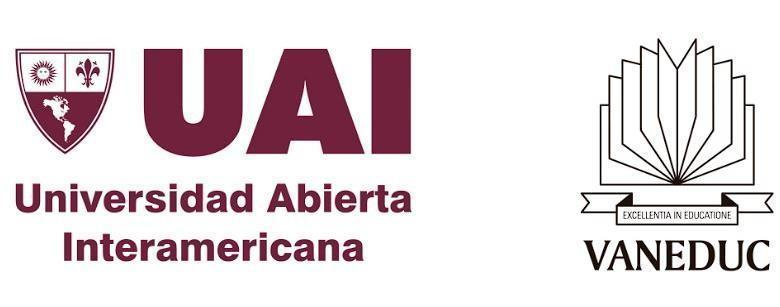 UAI
Universidad Abierta
Interamericana
EXCELLENTIA IN EDUCATIONE
VANEDUC